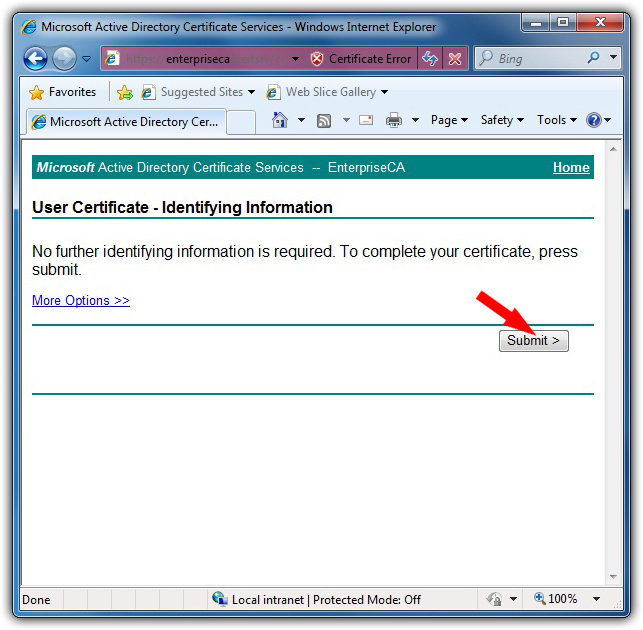 Microsoft Active Directory Certificate Services - Windows Internet Explorer
enterpriseca
Certificate Error
Bing
Favorites
Suggested Sites
Web Slice Gallery
Microsoft Active Directory Cer...
Page
Safety
Tools
Microsoft Active Directory Certificate Services -- EnterpriseCA
Home
User Certificate - Identifying Information
No further identifying information is required. To complete your certificate, press
submit.
More Options >>
Submit >
Done
Local intranet | Protected Mode: Off
100%